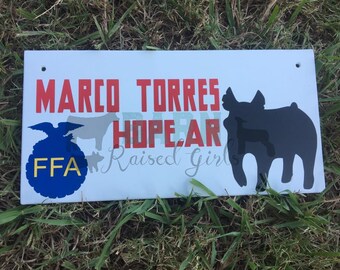 MARCO TORRES
HOPE.AR
Raised Girl
FFA